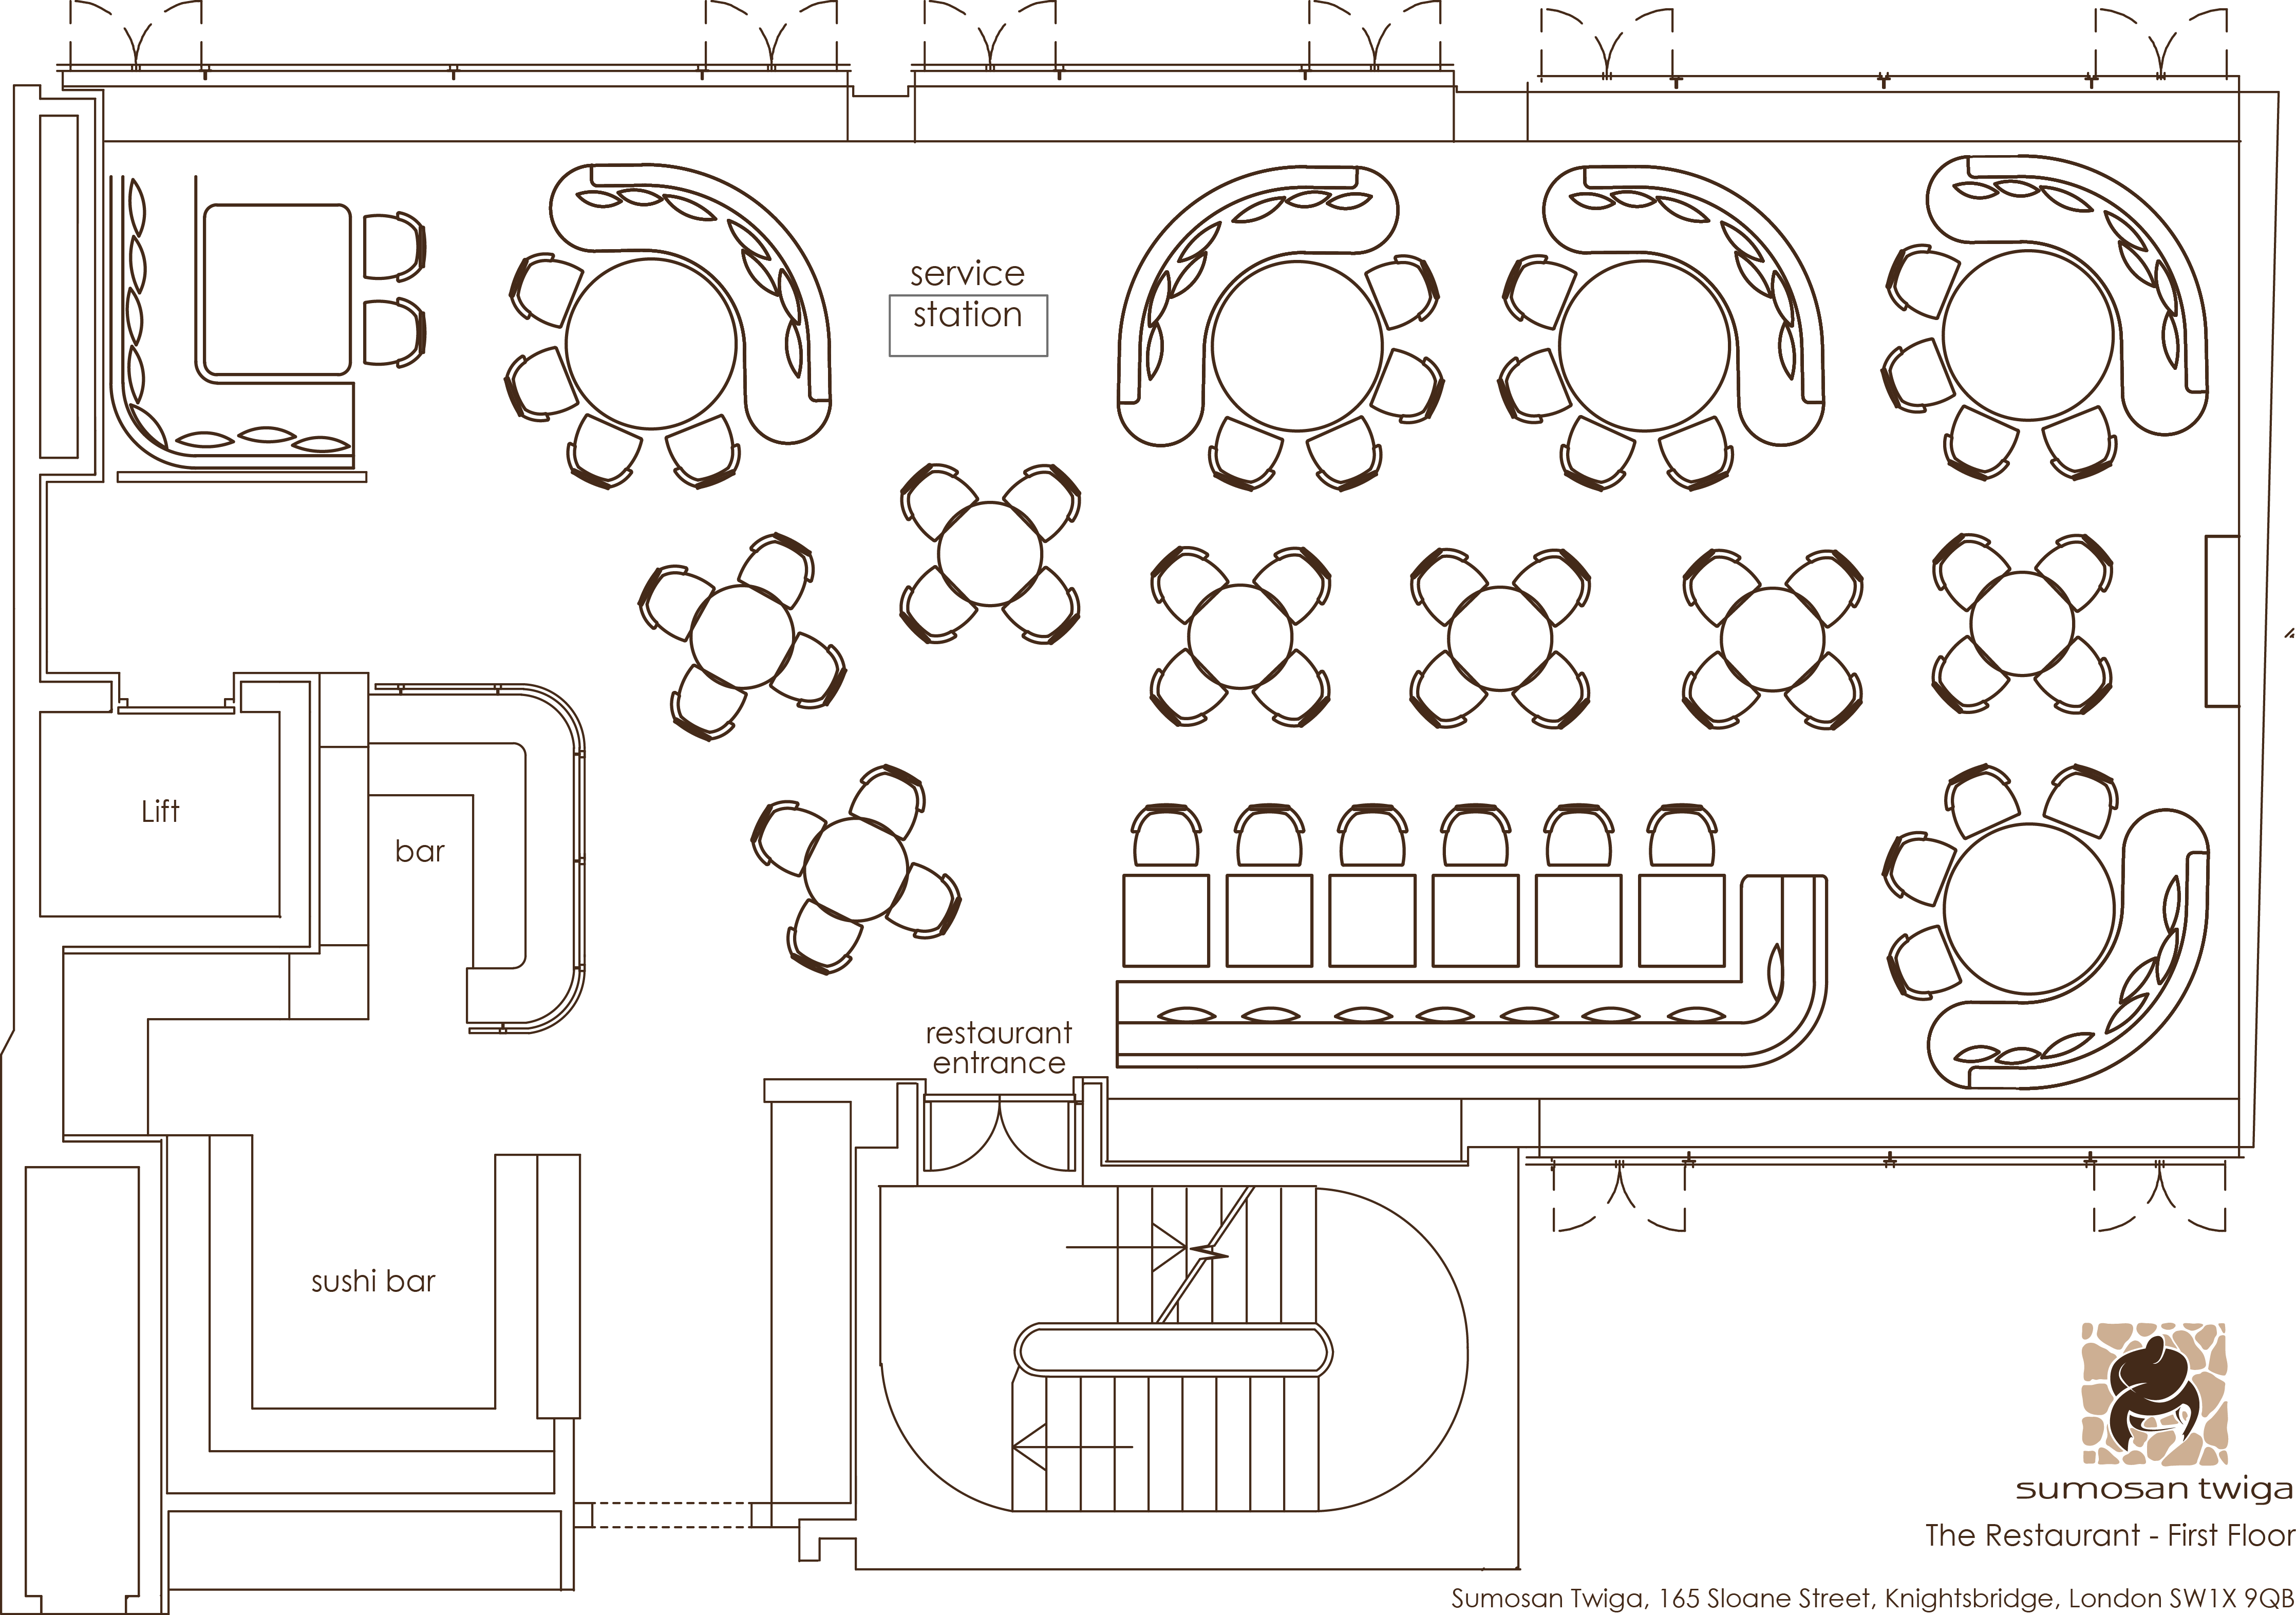 service
station
Lift
bar
restaurant
entrance
sushi bar
sumosan twiga
The Restaurant - First Floor
Sumosan Twiga, 165 Sloane Street, Knightsbridge, London SW1X 9QB